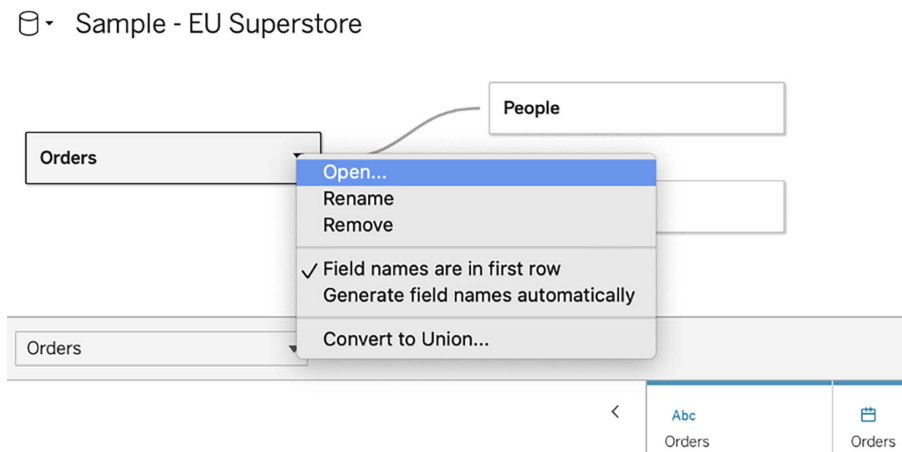 Sample - EU Superstore
People
Orders
Open...
Rename
Remove
Field names are in first row
Generate field names automatically
Convert to Union...
Orders
Abc
Orders
Orders